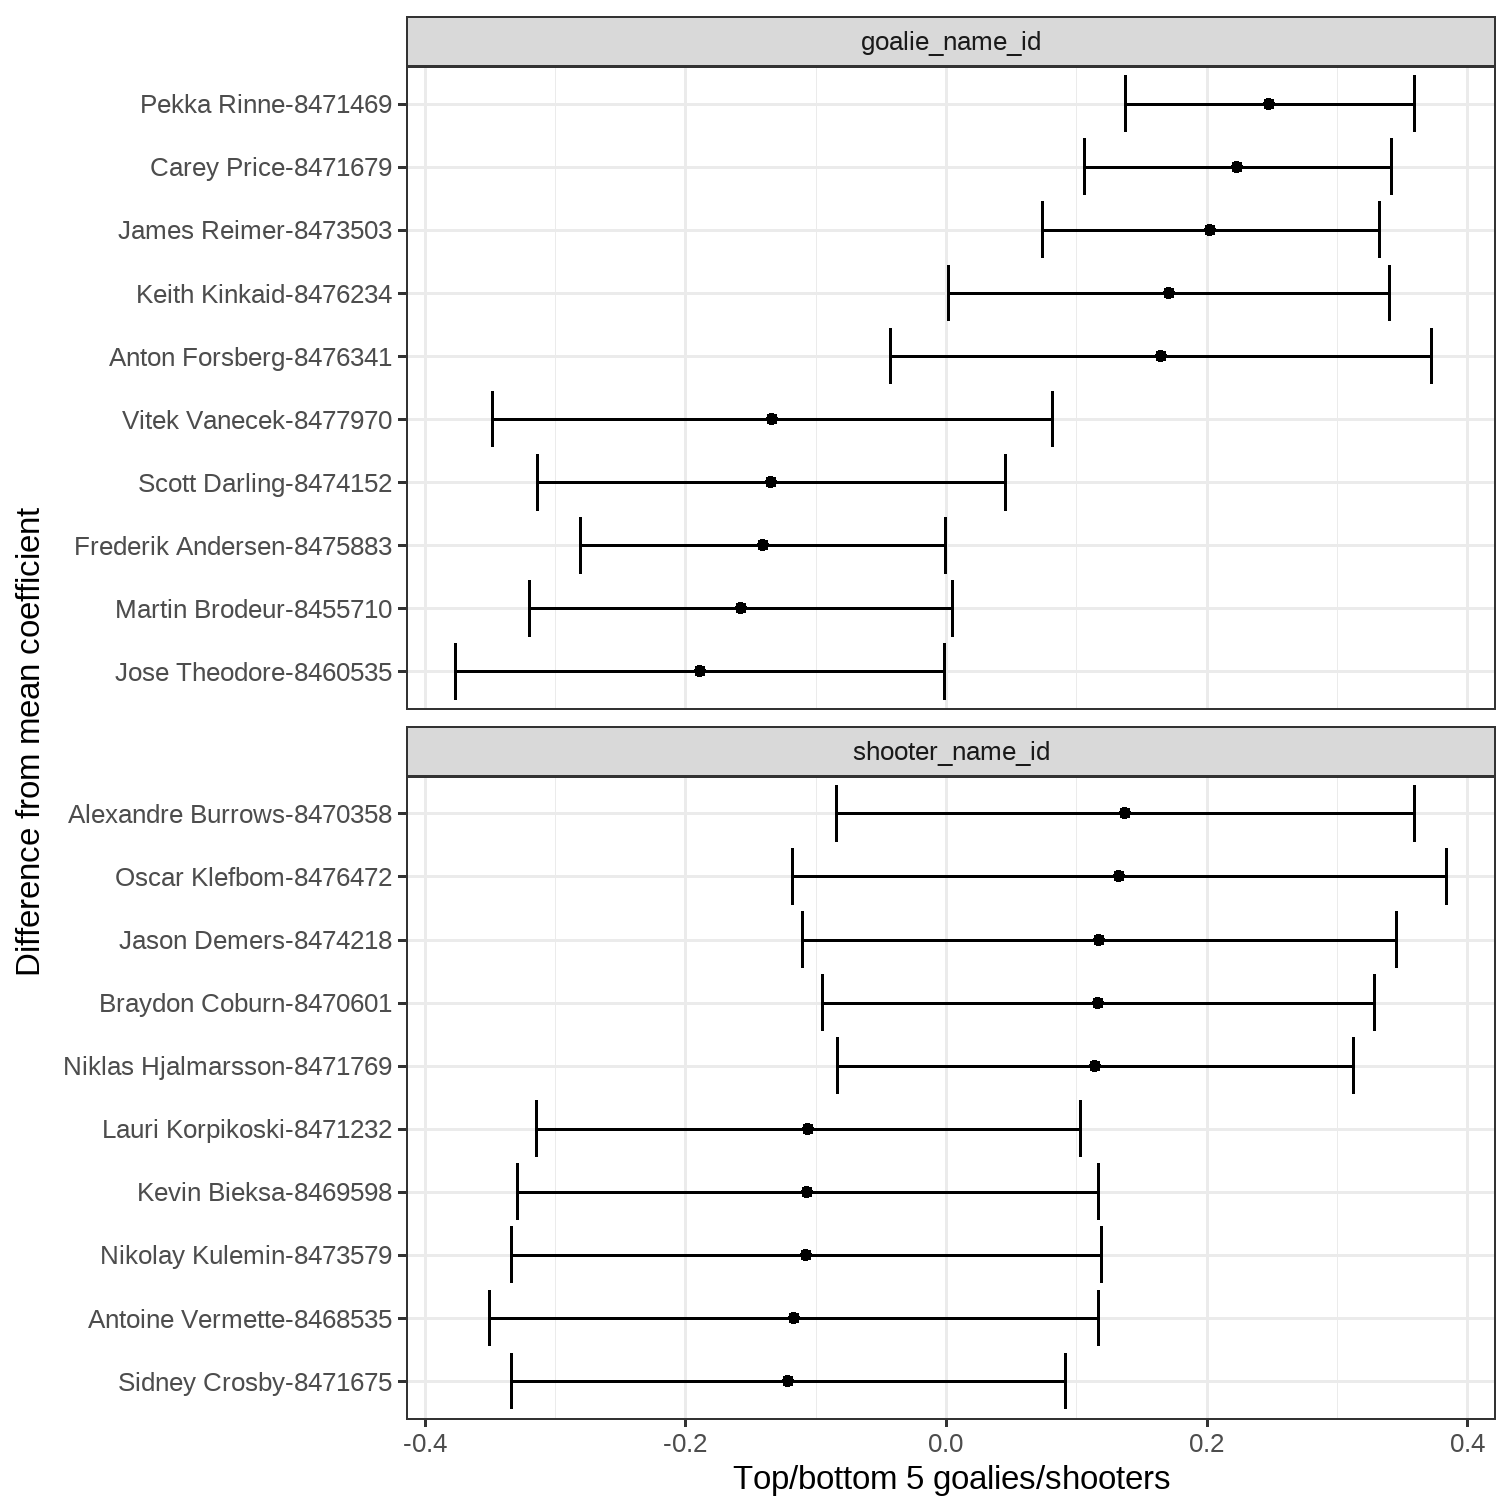 goalie_name_id
Pekka Rinne-8471469
Carey Price-8471679
James Reimer-8473503
Keith Kinkaid-8476234
Anton Forsberg-8476341
Vitek Vanecek-8477970
Scott Darling-8474152
Frederik Andersen-8475883
Martin Brodeur-8455710
Jose Theodore-8460535
Difference from mean coefficient
shooter_name_id
Alexandre Burrows-8470358
Oscar Klefbom-8476472
Jason Demers-8474218
Braydon Coburn-8470601
Niklas Hjalmarsson-8471769
Lauri Korpikoski-8471232
Kevin Bieksa-8469598
Nikolay Kulemin-8473579
Antoine Vermette-8468535
Sidney Crosby-8471675
-0.4 -0.2 0.0 0.2 0.4
Top/bottom 5 goalies/shooters